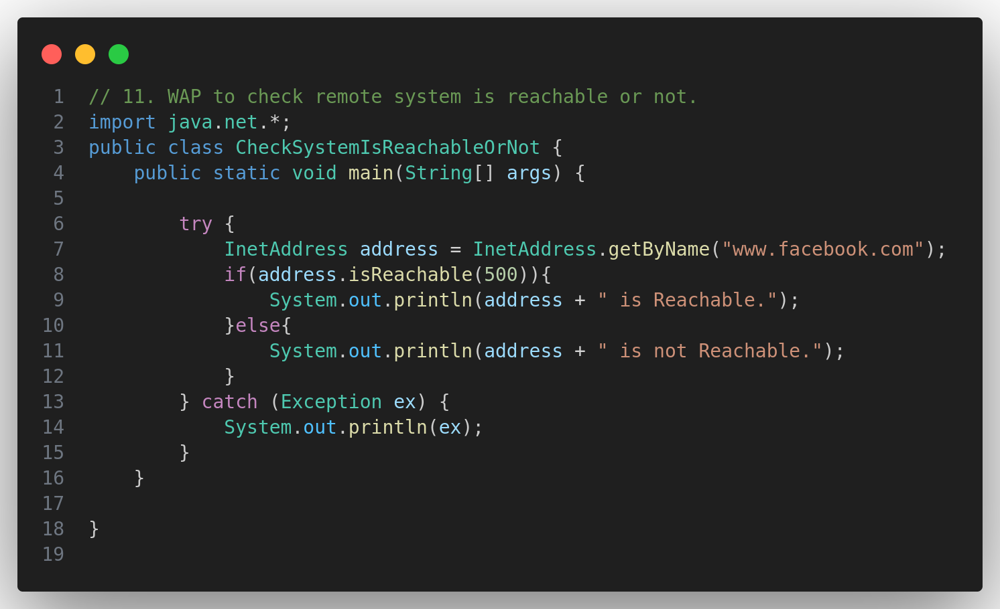 1 // 11. WAP to check remote system is reachable or not.
2 import java.net.*;
3 public class CheckSystemIsReachableOrNot {
4     public static void main(String[] args) {
5
6         try {
7             InetAddress address = InetAddress.getByName("www.facebook.com");
8             if(address.isReachable(500)){
9                 System.out.println(address + " is Reachable.");
10             }else{
11                 System.out.println(address + " is not Reachable.");
12             }
13         } catch (Exception ex) {
14             System.out.println(ex);
15         }
16     }
17
18 }
19